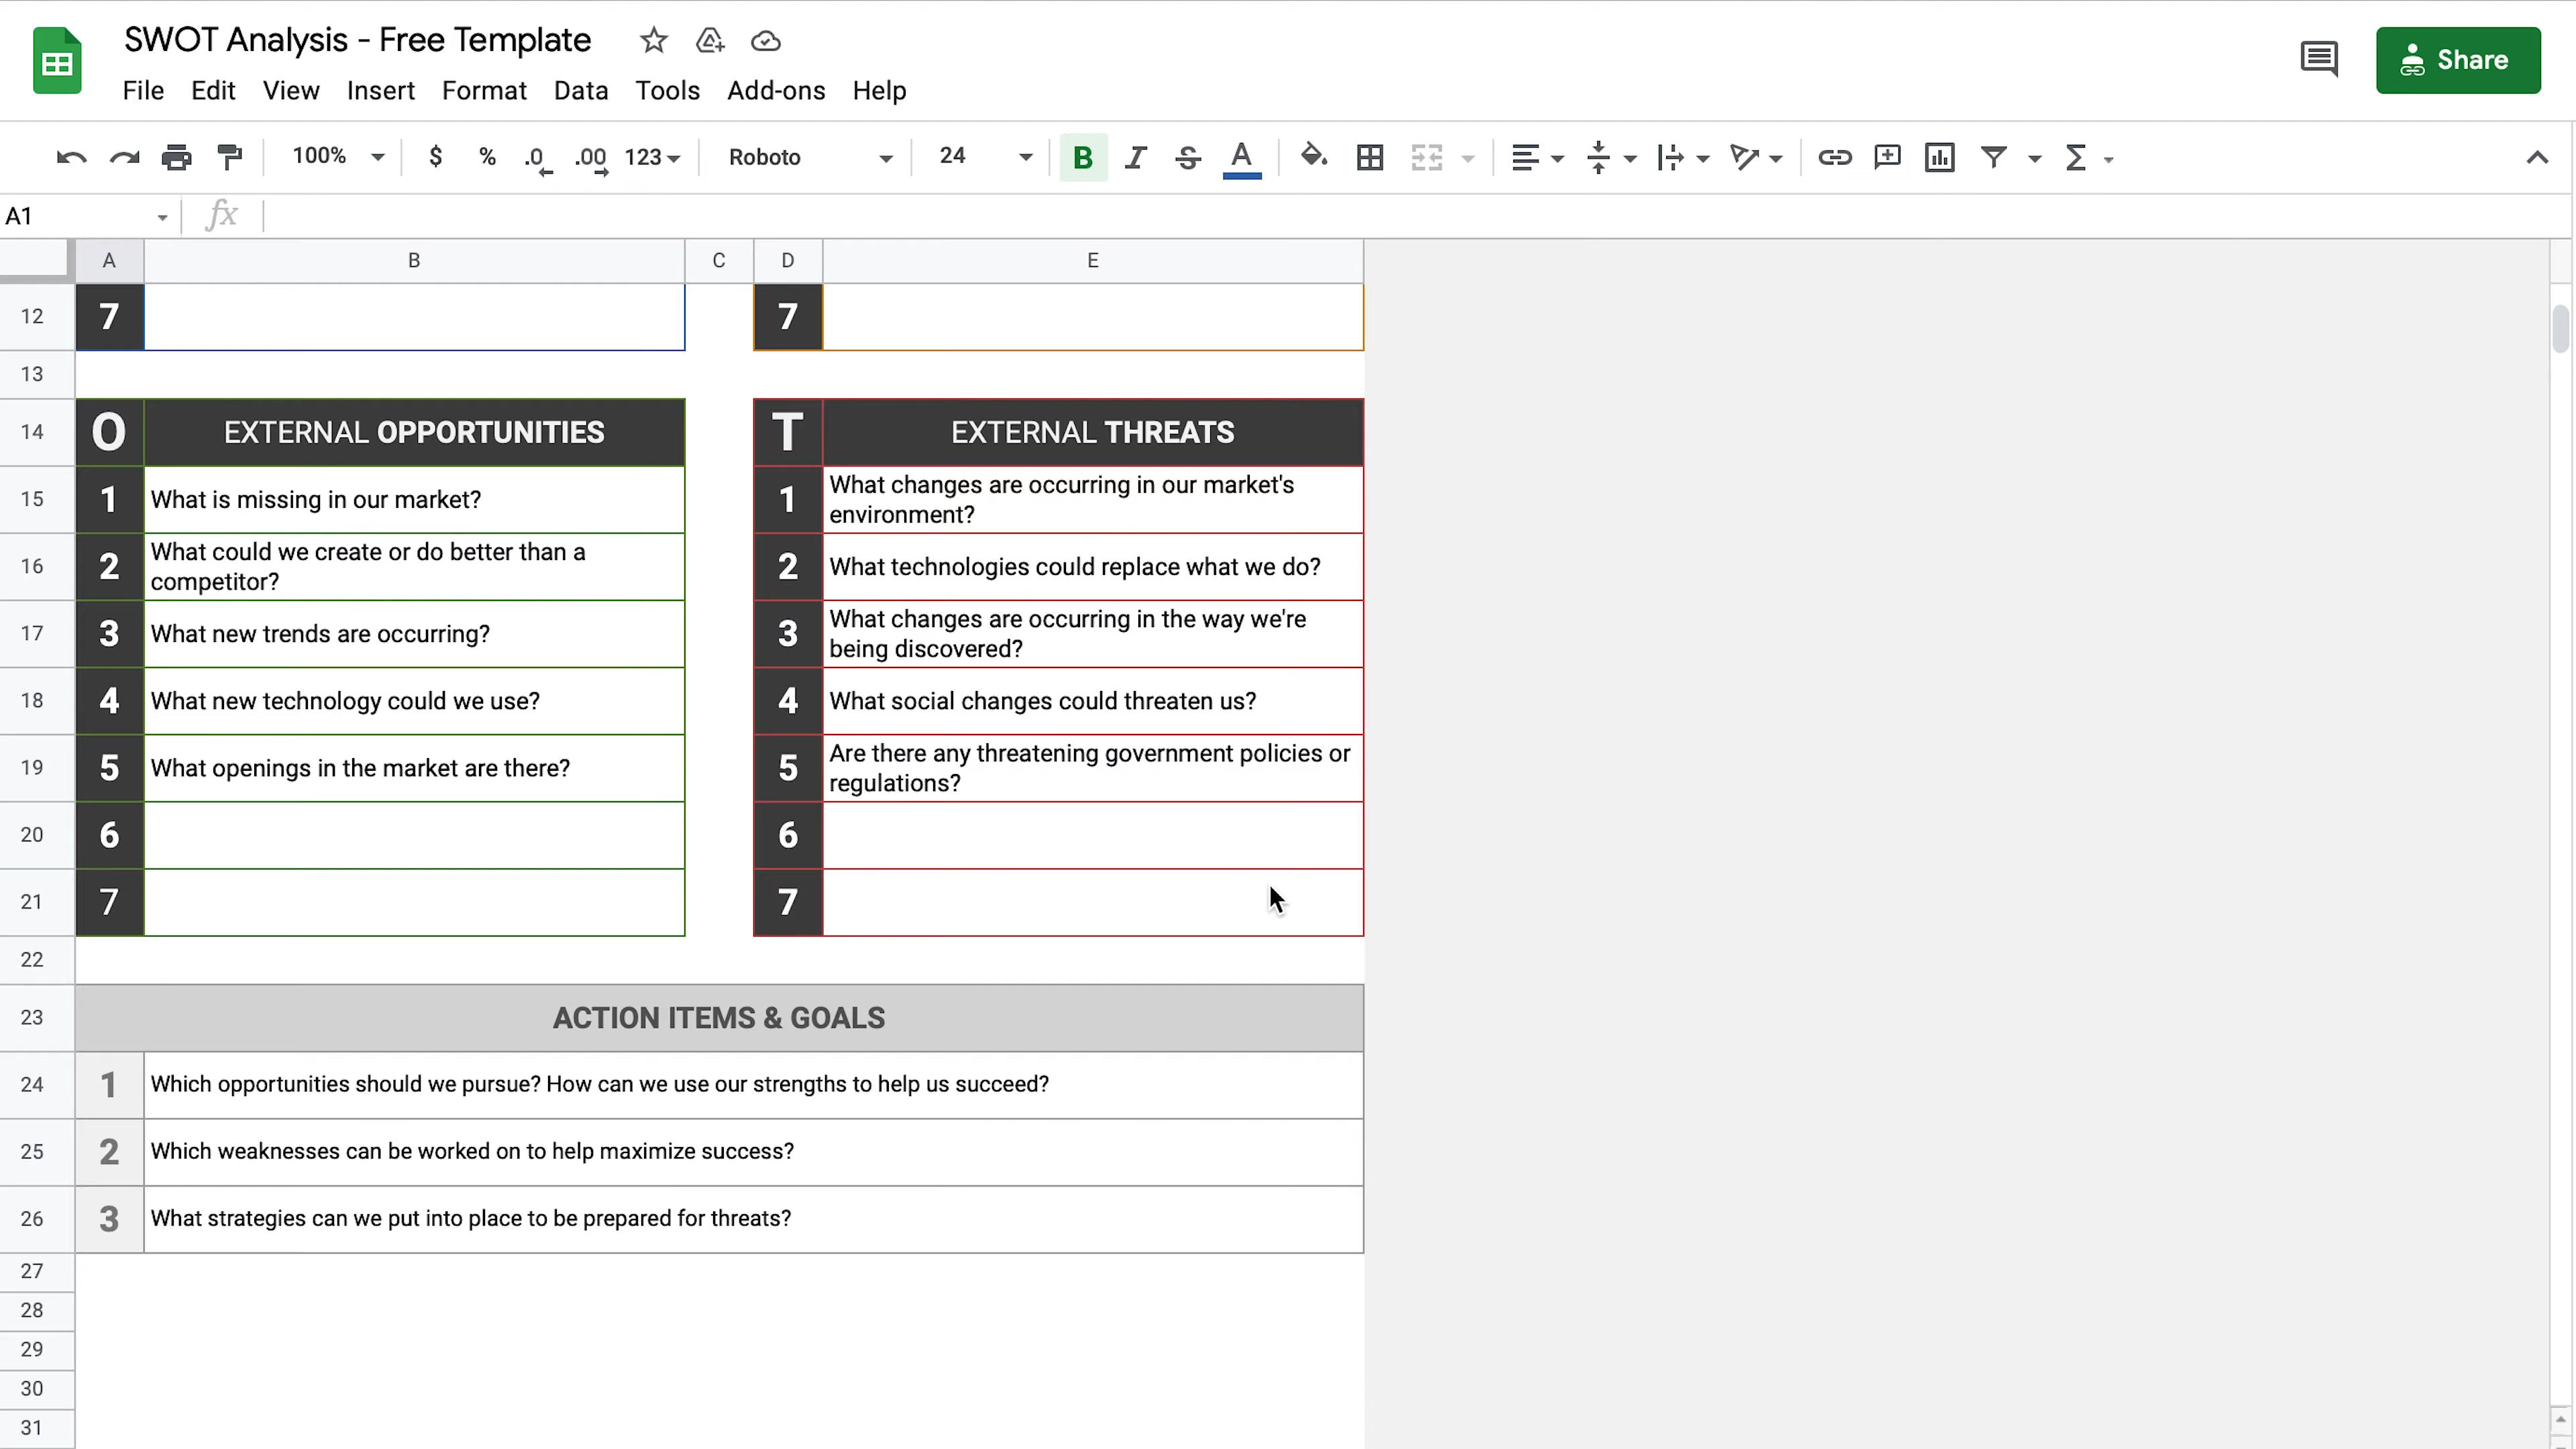 SWOT Analysis - Free Template
File Edit View Insert Format Data Tools Add-ons Help
Share
100% $ % .0 .00 123 Roboto 24 B I S A Σ
A1 fx
A B C D E
12 7 7
13
14 O EXTERNAL OPPORTUNITIES T EXTERNAL THREATS
15 1 What is missing in our market? 1 What changes are occurring in our market's
environment?
16 2 What could we create or do better than a
competitor? 2 What technologies could replace what we do?
17 3 What new trends are occurring? 3 What changes are occurring in the way we're
being discovered?
18 4 What new technology could we use? 4 What social changes could threaten us?
19 5 What openings in the market are there? 5 Are there any threatening government policies or
regulations?
20 6 6
21 7 7
22
23 ACTION ITEMS & GOALS
24 1 Which opportunities should we pursue? How can we use our strengths to help us succeed?
25 2 Which weaknesses can be worked on to help maximize success?
26 3 What strategies can we put into place to be prepared for threats?
27
28
29
30
31